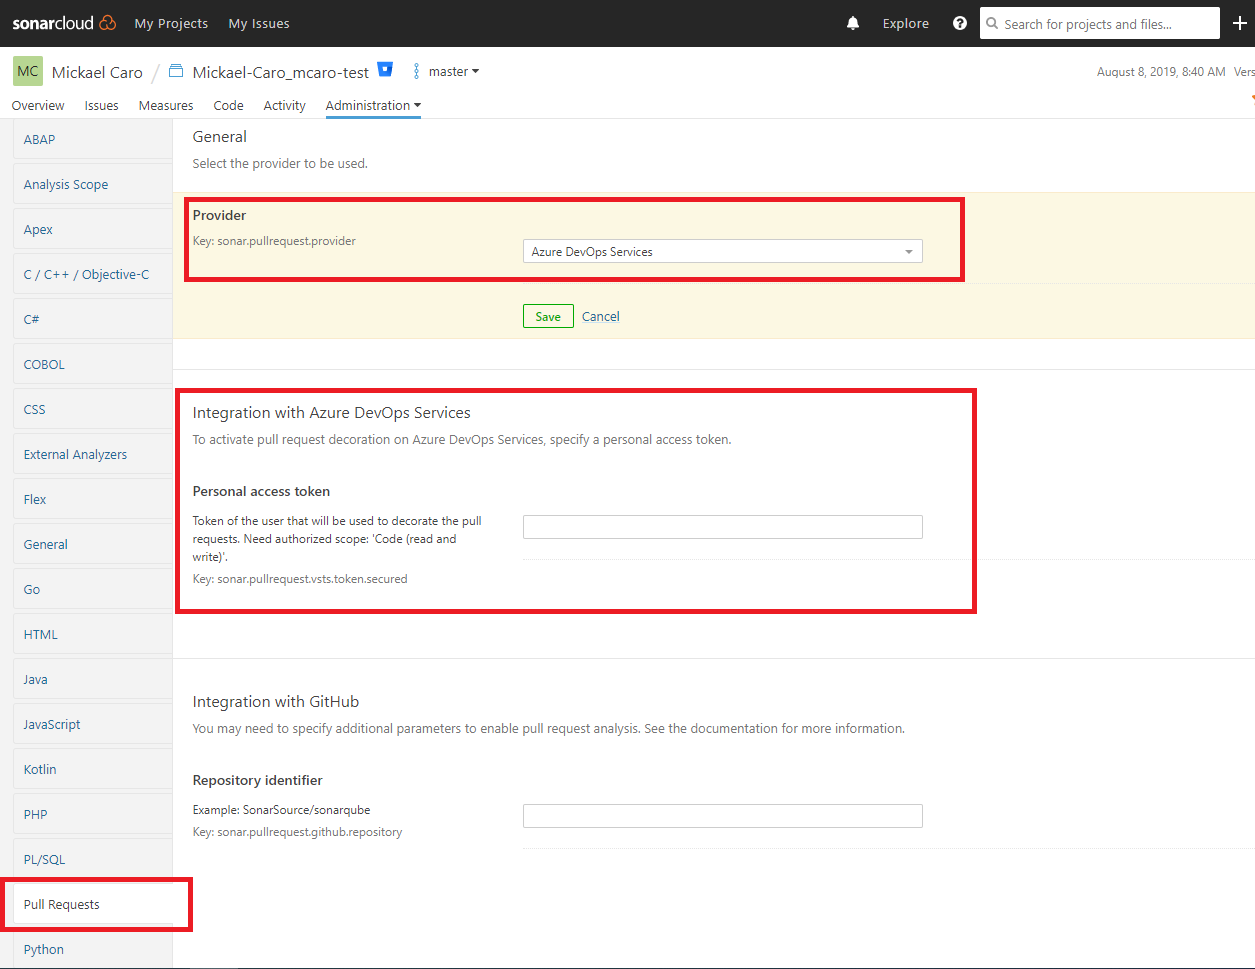 sonarcloud My Projects My Issues Explore Search for projects and files...
MC Mickael Caro / Mickael-Caro_mcaro-test master August 8, 2019, 8:40 AM Vers
Overview Issues Measures Code Activity Administration
ABAP
Analysis Scope
Apex
C / C++ / Objective-C
C#
COBOL
CSS
External Analyzers
Flex
General
Go
HTML
Java
JavaScript
Kotlin
PHP
PL/SQL
Pull Requests
Python
General
Select the provider to be used.
Provider
Key: sonar.pullrequest.provider
Azure DevOps Services
Save Cancel
Integration with Azure DevOps Services
To activate pull request decoration on Azure DevOps Services, specify a personal access token.
Personal access token
Token of the user that will be used to decorate the pull
requests. Need authorized scope: 'Code (read and
write)'.
Key: sonar.pullrequest.vsts.token.secured
Integration with GitHub
You may need to specify additional parameters to enable pull request analysis. See the documentation for more information.
Repository identifier
Example: SonarSource/sonarqube
Key: sonar.pullrequest.github.repository